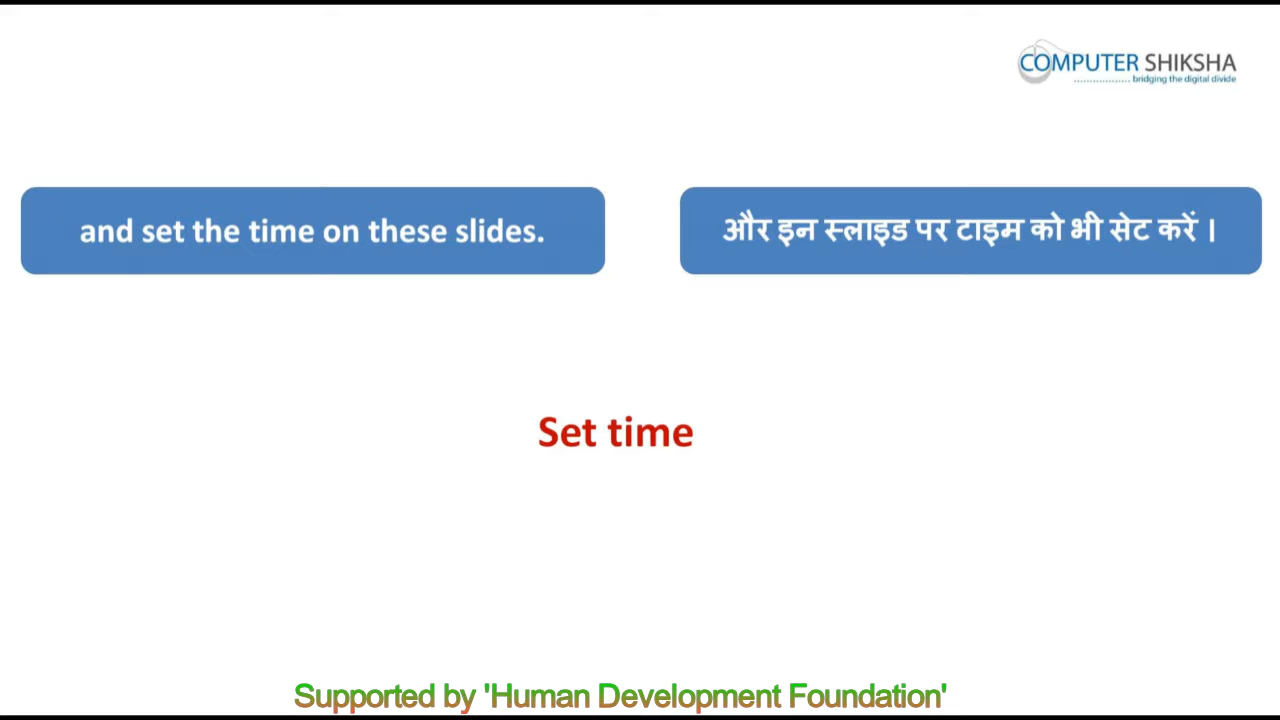 COMPUTER SHIKSHA
bridging the digital divide
and set the time on these slides.
और इन स्लाइड पर टाइम को भी सेट करें ।
Set time
Supported by 'Human Development Foundation'